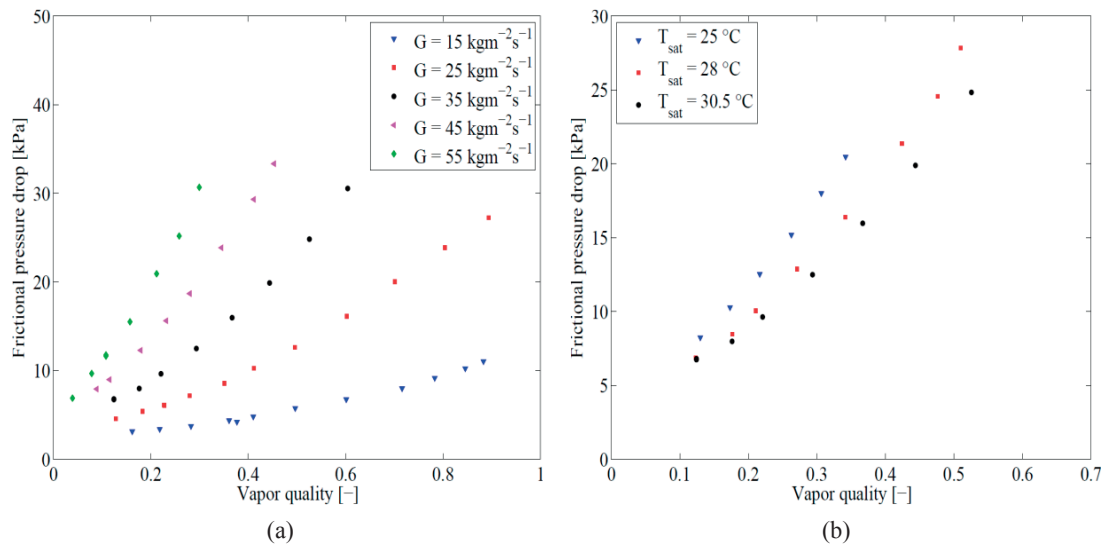 50
40
30
20
10
0
Frictional pressure drop [kPa]
G = 15 kgm⁻²s⁻¹
G = 25 kgm⁻²s⁻¹
G = 35 kgm⁻²s⁻¹
G = 45 kgm⁻²s⁻¹
G = 55 kgm⁻²s⁻¹
0 0.2 0.4 0.6 0.8 1
Vapor quality [−]
(a)
30
25
20
15
10
5
0
Frictional pressure drop [kPa]
T_sat = 25 °C
T_sat = 28 °C
T_sat = 30.5 °C
0 0.1 0.2 0.3 0.4 0.5 0.6 0.7
Vapor quality [−]
(b)